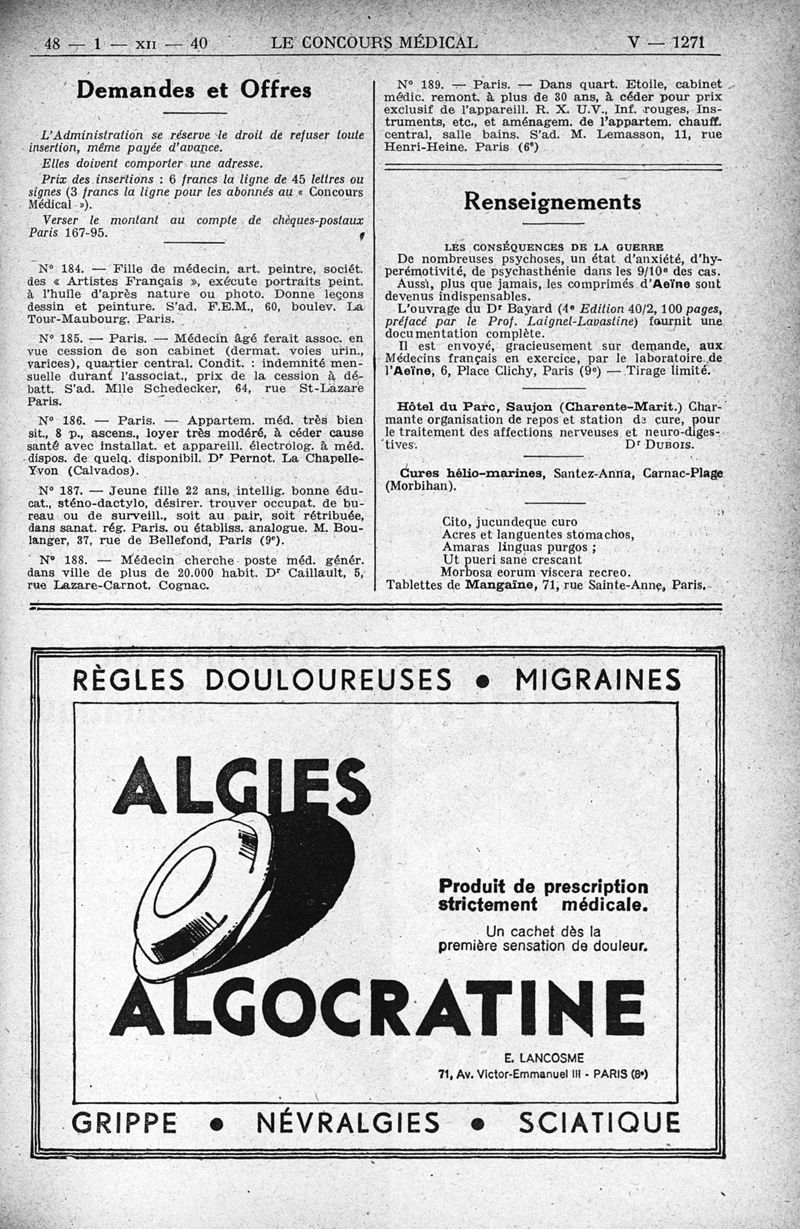 48 — 1 — XII — 40 LE CONCOURS MÉDICAL V — 1271
Demandes et Offres
L'Administration se réserve le droit de refuser toute
insertion, même payée d'avance.
Elles doivent comporter une adresse.
Prix des insertions : 6 francs la ligne de 45 lettres ou
signes (3 francs la ligne pour les abonnés au « Concours
Médical »).
Verser le montant au compte de chèques-postaux
Paris 167-95.
N° 184. — Fille de médecin, art. peintre, sociét.
des « Artistes Français », exécute portraits peint.
à l'huile d'après nature ou photo. Donne leçons
dessin et peinture. S'ad. F.E.M., 60, boulev. La
Tour-Maubourg. Paris.
N° 185. — Paris. — Médecin âgé ferait assoc. en
vue cession de son cabinet (dermat. voies urin.,
varices), quartier central. Condit. : indemnité men-
suelle durant l'associat., prix de la cession à dé-
batt. S'ad. Mlle Schedecker, 64, rue St-Lazare
Paris.
N° 186. — Paris. — Appartem. méd. très bien
sit., 8 p., ascens., loyer très modéré, à céder cause
santé avec installat. et appareill. électrolog. à méd.
dispos. de quelq. disponibil. Dr Pernot. La Chapelle-
Yvon (Calvados).
N° 187. — Jeune fille 22 ans, intellig. bonne édu-
cat., sténo-dactylo, désirer. trouver occupat. de bu-
reau ou de surveill., soit au pair, soit rétribuée,
dans sanat. rég. Paris. ou établiss. analogue. M. Bou-
langer, 37, rue de Bellefond, Paris (9e).
N° 188. — Médecin cherche poste méd. génér.
dans ville de plus de 20.000 habit. Dr Caillault, 5,
rue Lazare-Carnot. Cognac.
N° 189. — Paris. — Dans quart. Etoile, cabinet
médic. remont. à plus de 30 ans, à céder pour prix
exclusif de l'appareill. R. X. U.V., Inf. rouges, Ins-
truments, etc., et aménagem. de l'appartem. chauff.
central, salle bains. S'ad. M. Lemasson, 11, rue
Henri-Heine. Paris (6e)
Renseignements
LES CONSÉQUENCES DE LA GUERRE
De nombreuses psychoses, un état d'anxiété, d'hy-
perémotivité, de psychasthénie dans les 9/10e des cas.
Aussi, plus que jamais, les comprimés d'Aeïne sont
devenus indispensables.
L'ouvrage du Dr Bayard (4e Edition 40/2, 100 pages,
préfacé par le Prof. Laignel-Lavastine) fournit une
documentation complète.
Il est envoyé, gracieusement sur demande, aux
Médecins français en exercice, par le laboratoire de
l'Aeïne, 6, Place Clichy, Paris (9e) — Tirage limité.
Hôtel du Parc, Saujon (Charente-Marit.) Char-
mante organisation de repos et station de cure, pour
le traitement des affections nerveuses et neuro-diges-
tives. Dr DUBOIS.
Cures hélio-marines, Santez-Anna, Carnac-Plage
(Morbihan).
Cito, jucundeque curo
Acres et languentes stomachos,
Amaras linguas purgos ;
Ut pueri sane crescant
Morbosa eorum viscera recreo.
Tablettes de Mangaïne, 71, rue Sainte-Anne, Paris.
RÈGLES DOULOUREUSES • MIGRAINES
ALGIES
Produit de prescription
strictement médicale.
Un cachet dès la
première sensation de douleur.
ALGOCRATINE
E. LANCOSME
71, Av. Victor-Emmanuel III - PARIS (8e)
GRIPPE • NÉVRALGIES • SCIATIQUE